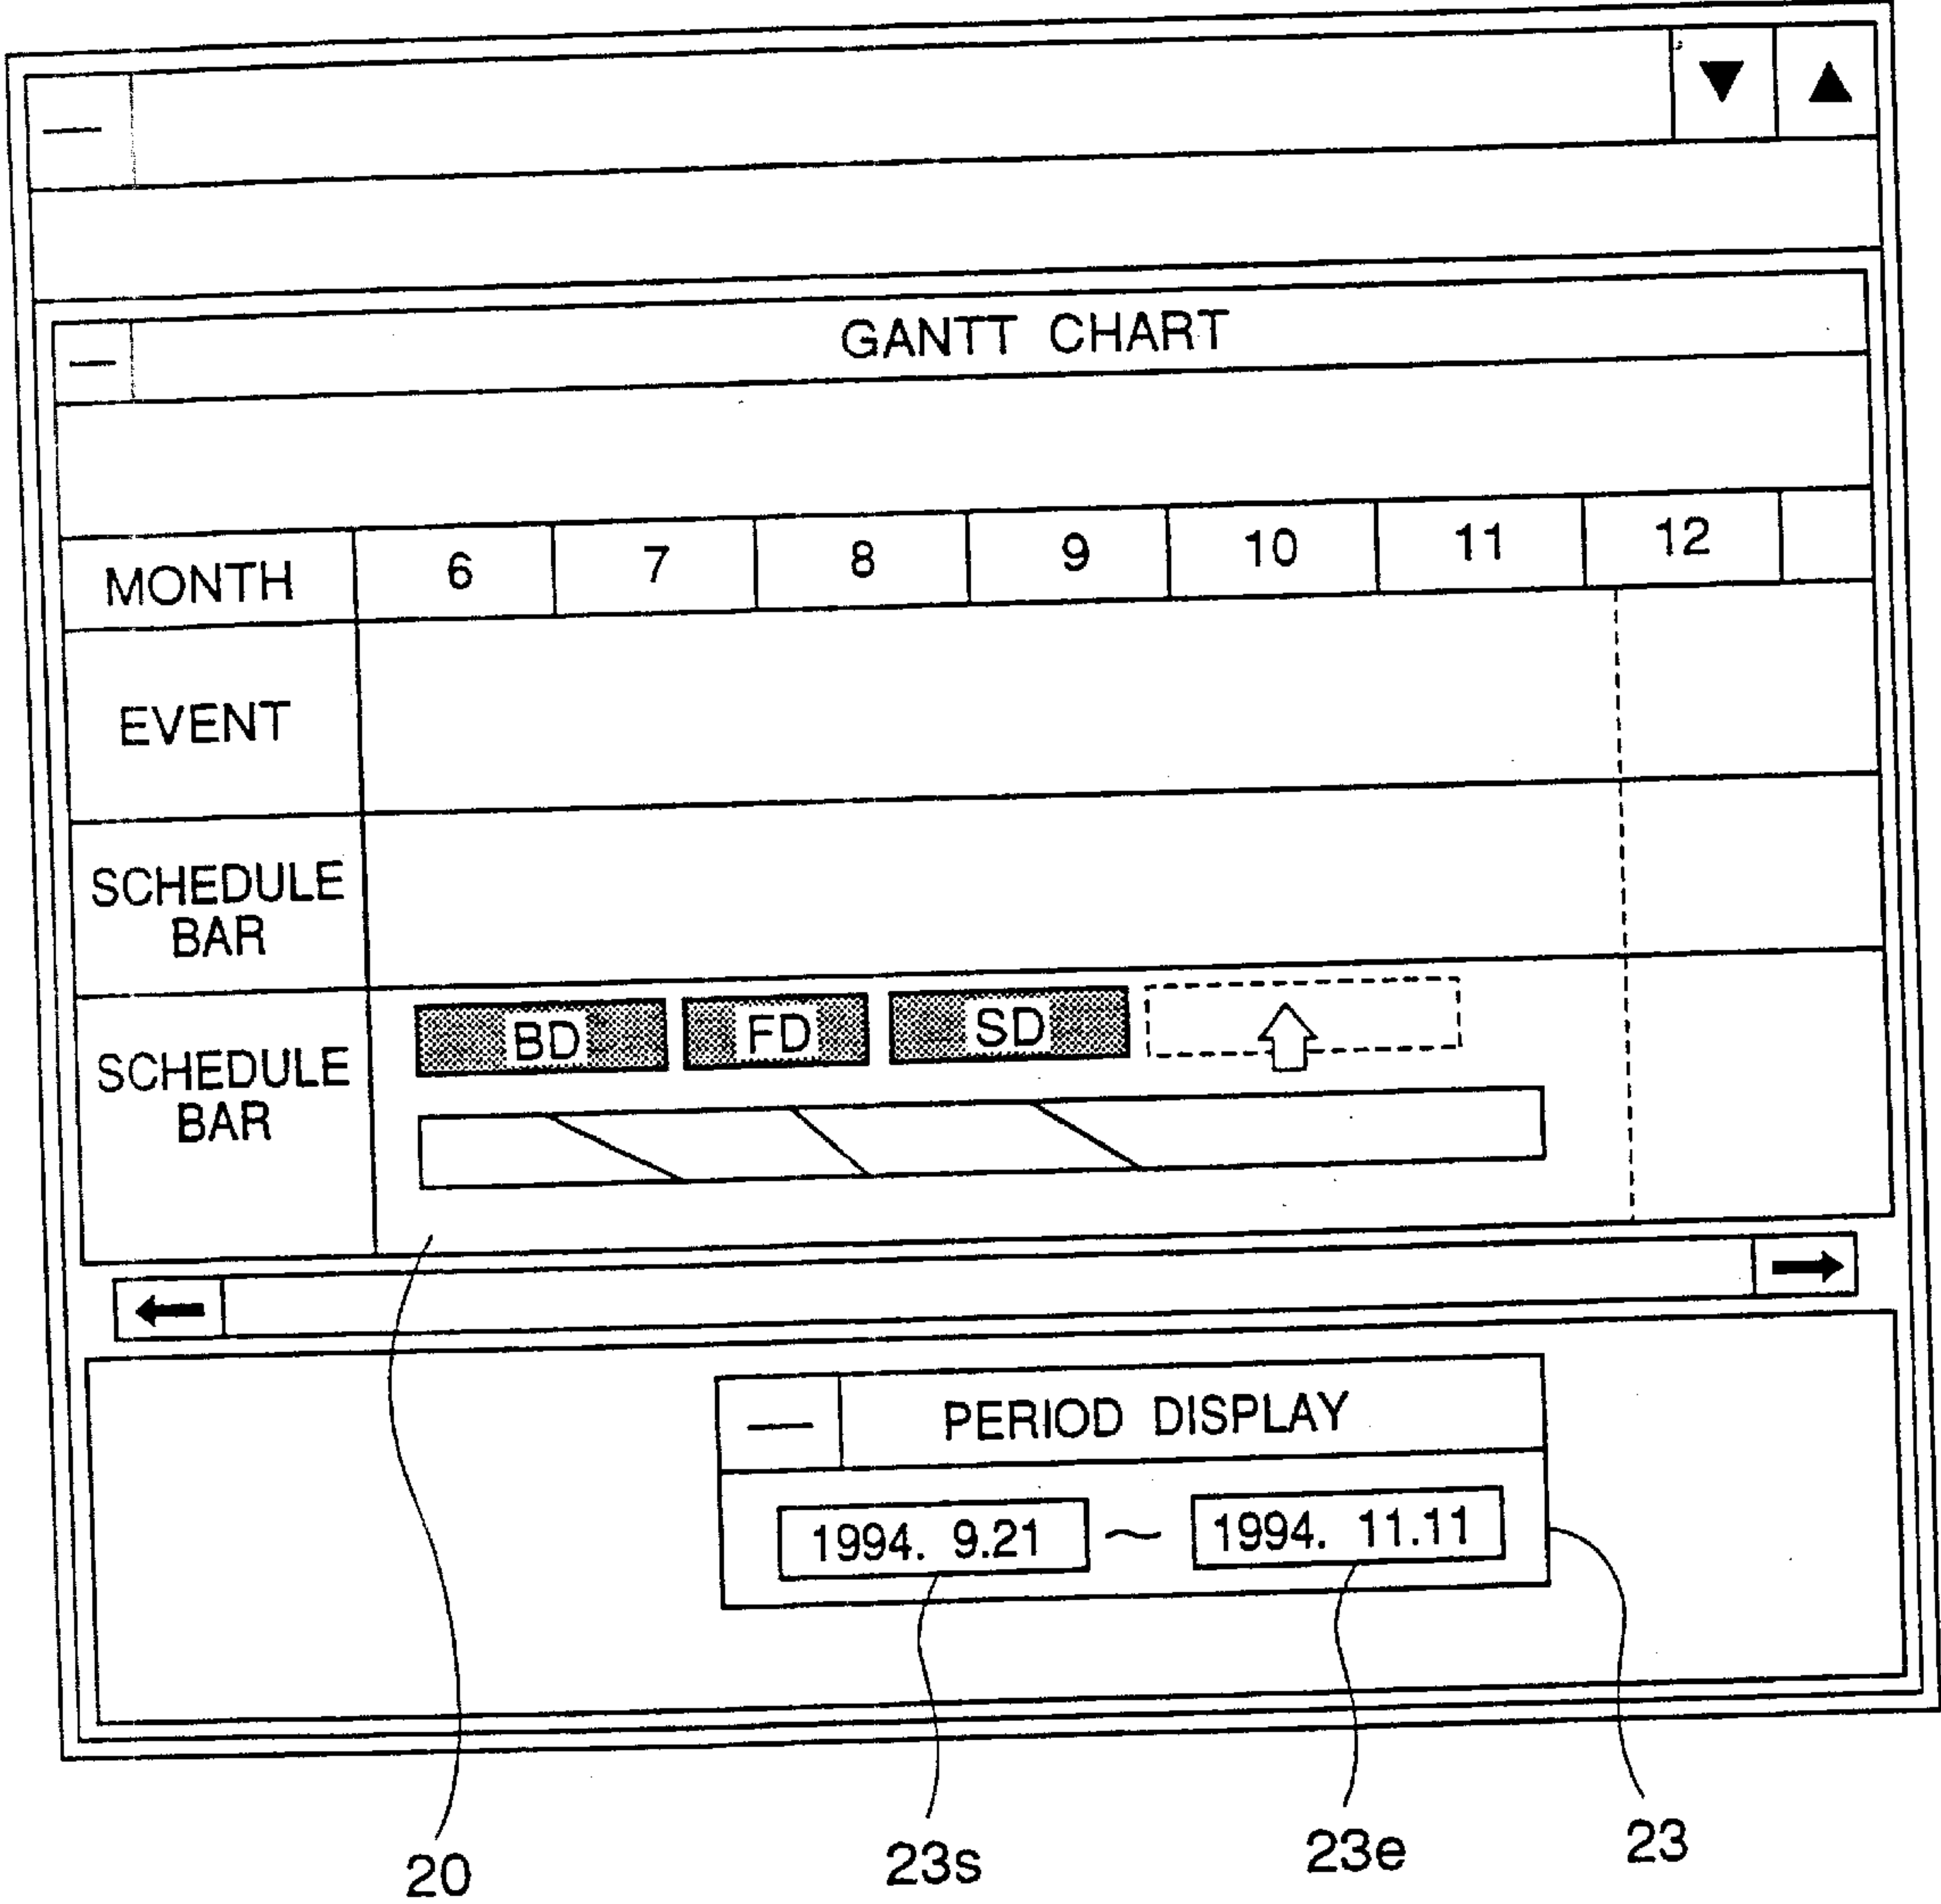 GANTT CHART
MONTH 6 7 8 9 10 11 12
EVENT
SCHEDULE
BAR
BD FD SD
SCHEDULE
BAR
PERIOD DISPLAY
1994. 9.21 ~ 1994. 11.11
20 23s 23e 23